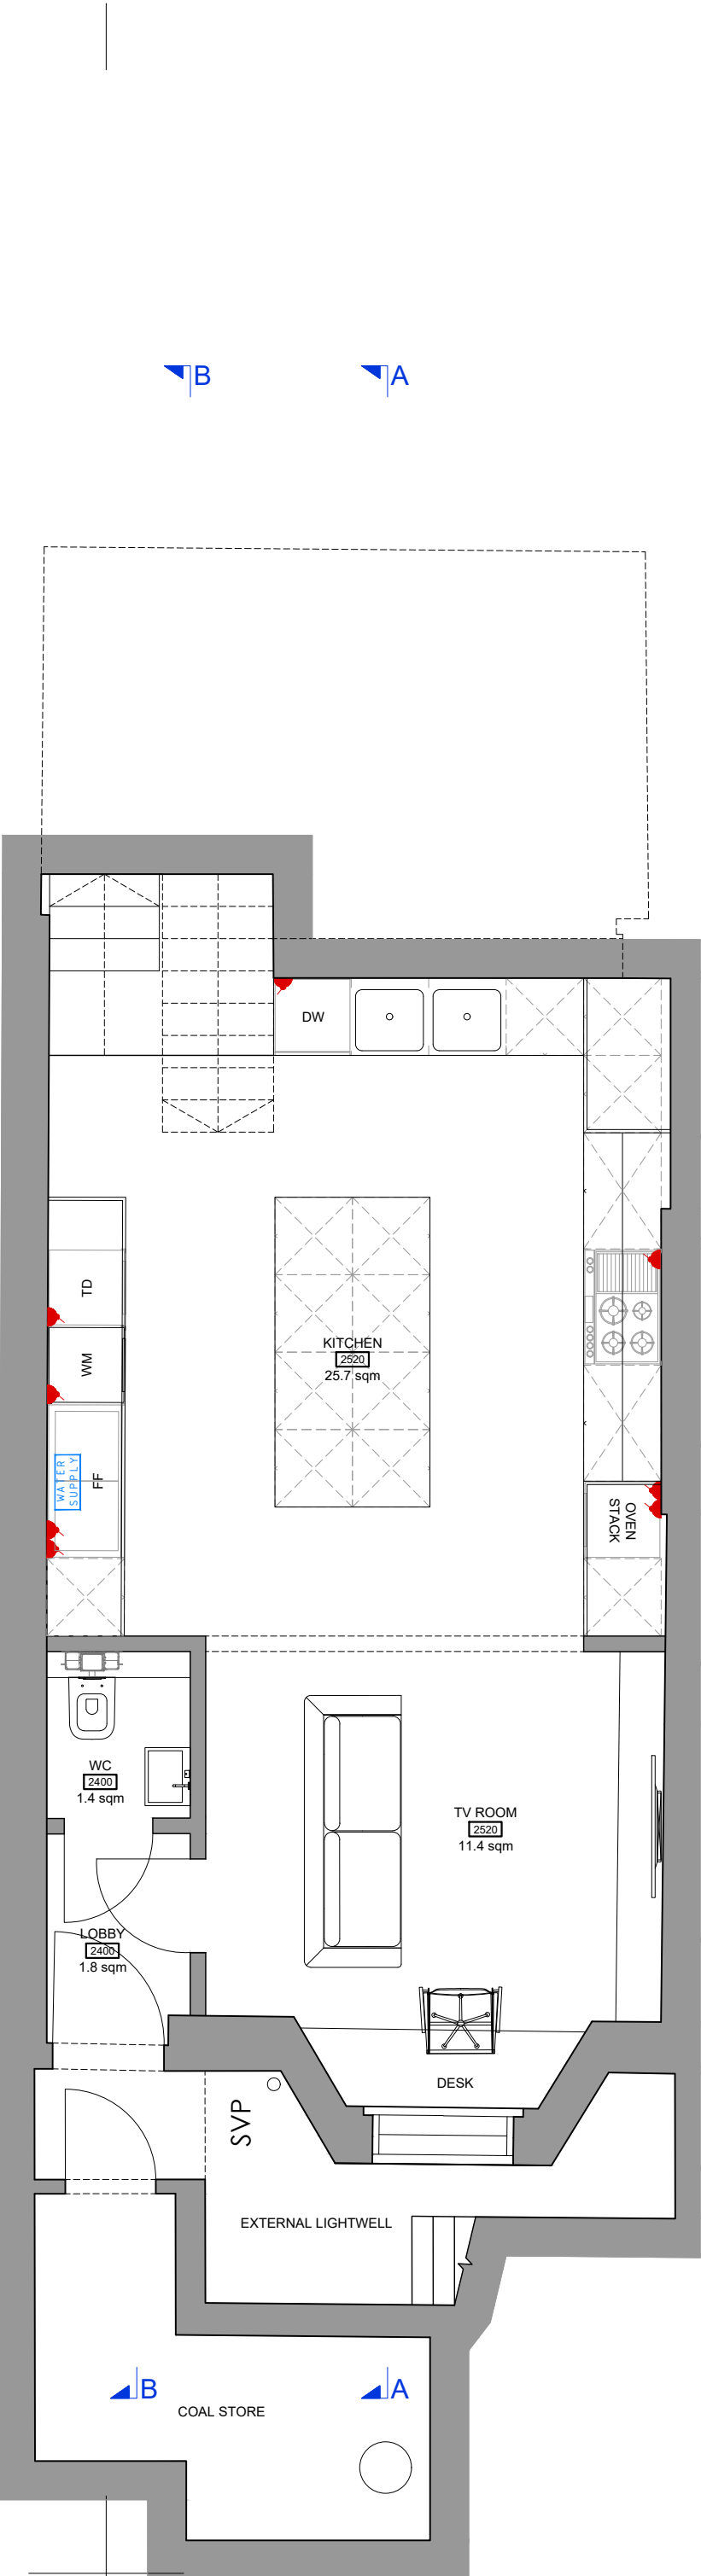 B
A
DW
TD
WM
KITCHEN
2520
25.7 sqm
WATER
SUPPLY
FF
OVEN
STACK
WC
2400
1.4 sqm
TV ROOM
2520
11.4 sqm
LOBBY
2400
1.8 sqm
DESK
SVP
EXTERNAL LIGHTWELL
B
A
COAL STORE